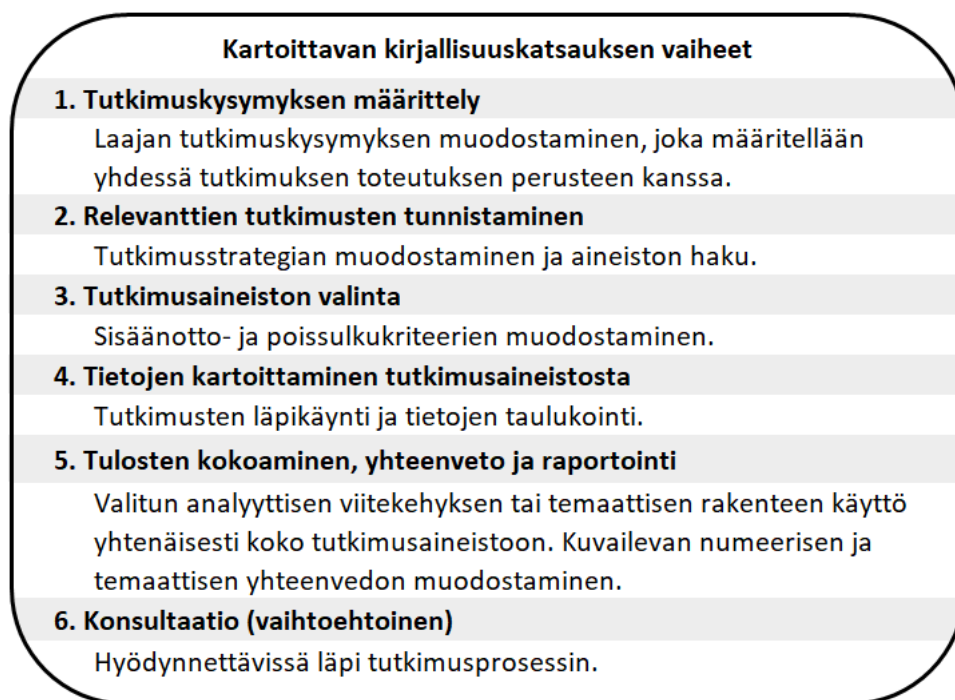 Kartoittavan kirjallisuuskatsauksen vaiheet
1. Tutkimuskysymyksen määrittely
Laajan tutkimuskysymyksen muodostaminen, joka määritellään
yhdessä tutkimuksen toteutuksen perusteen kanssa.
2. Relevanttien tutkimusten tunnistaminen
Tutkimusstrategian muodostaminen ja aineiston haku.
3. Tutkimusaineiston valinta
Sisäänotto- ja poissulkukriteerien muodostaminen.
4. Tietojen kartoittaminen tutkimusaineistosta
Tutkimusten läpikäynti ja tietojen taulukointi.
5. Tulosten kokoaminen, yhteenveto ja raportointi
Valitun analyyttisen viitekehyksen tai temaattisen rakenteen käyttö
yhtenäisesti koko tutkimusaineistoon. Kuvailevan numeerisen ja
temaattisen yhteenvedon muodostaminen.
6. Konsultaatio (vaihtoehtoinen)
Hyödynnettävissä läpi tutkimusprosessin.